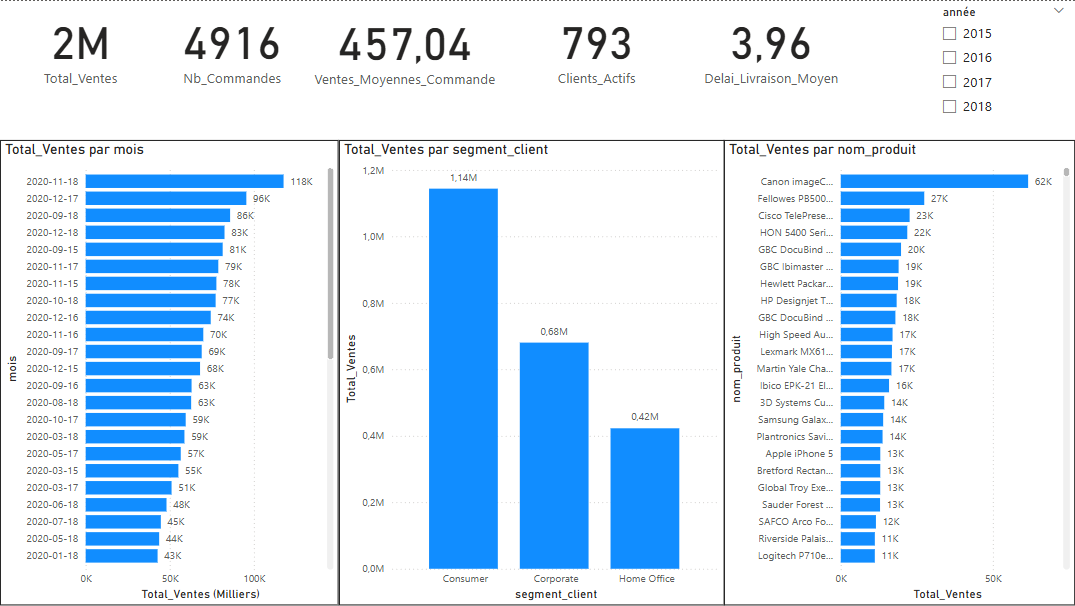 2M
Total_Ventes
4916
Nb_Commandes
457,04
Ventes_Moyennes_Commande
793
Clients_Actifs
3,96
Delai_Livraison_Moyen
année
2015
2016
2017
2018
Total_Ventes par mois
mois
2020-11-18 118K
2020-12-17 96K
2020-09-18 86K
2020-12-18 83K
2020-09-15 81K
2020-11-17 79K
2020-11-15 78K
2020-10-18 77K
2020-12-16 74K
2020-11-16 70K
2020-09-17 69K
2020-12-15 68K
2020-09-16 63K
2020-08-18 63K
2020-10-17 59K
2020-03-18 59K
2020-05-17 57K
2020-03-15 55K
2020-03-17 51K
2020-06-18 48K
2020-07-18 45K
2020-05-18 44K
2020-01-18 43K
0K 50K 100K
Total_Ventes (Milliers)
Total_Ventes par segment_client
Total_Ventes
1,2M
1,0M
0,8M
0,6M
0,4M
0,2M
0,0M
1,14M
0,68M
0,42M
Consumer Corporate Home Office
segment_client
Total_Ventes par nom_produit
nom_produit
Canon imageC... 62K
Fellowes PB500... 27K
Cisco TelePrese... 23K
HON 5400 Seri... 22K
GBC DocuBind ... 20K
GBC Ibimaster ... 19K
Hewlett Packar... 19K
HP Designjet T... 18K
GBC DocuBind ... 18K
High Speed Au... 17K
Lexmark MX61... 17K
Martin Yale Cha... 17K
Ibico EPK-21 El... 16K
3D Systems Cu... 14K
Samsung Galax... 14K
Plantronics Savi... 14K
Apple iPhone 5 13K
Bretford Rectan... 13K
Global Troy Exe... 13K
Sauder Forest ... 13K
SAFCO Arco Fo... 12K
Riverside Palais... 11K
Logitech P710e... 11K
0K 50K
Total_Ventes